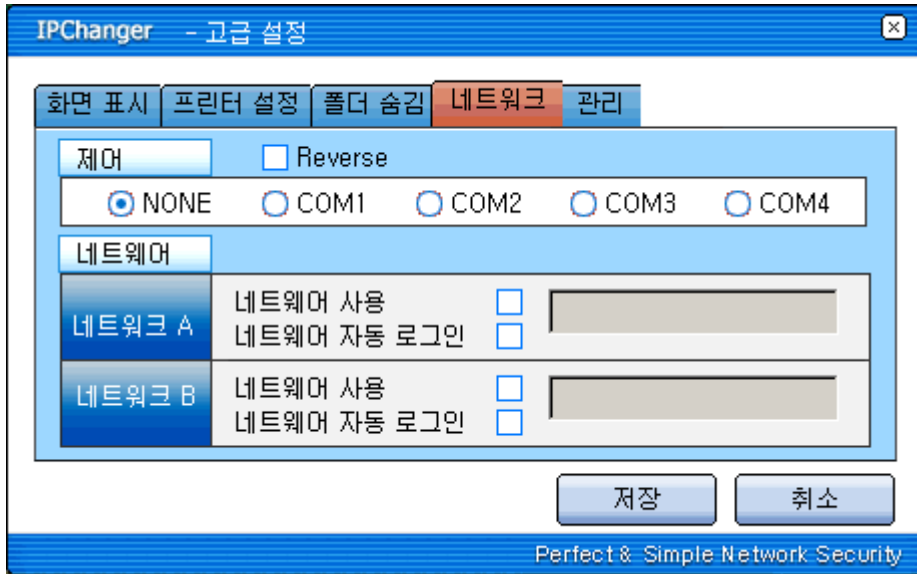 IPChanger - 고급 설정
화면 표시 프린터 설정 폴더 숨김 네트워크 관리
제어 Reverse
NONE COM1 COM2 COM3 COM4
네트웨어
네트워크 A
네트웨어 사용
네트웨어 자동 로그인
네트워크 B
네트웨어 사용
네트웨어 자동 로그인
저장 취소
Perfect & Simple Network Security